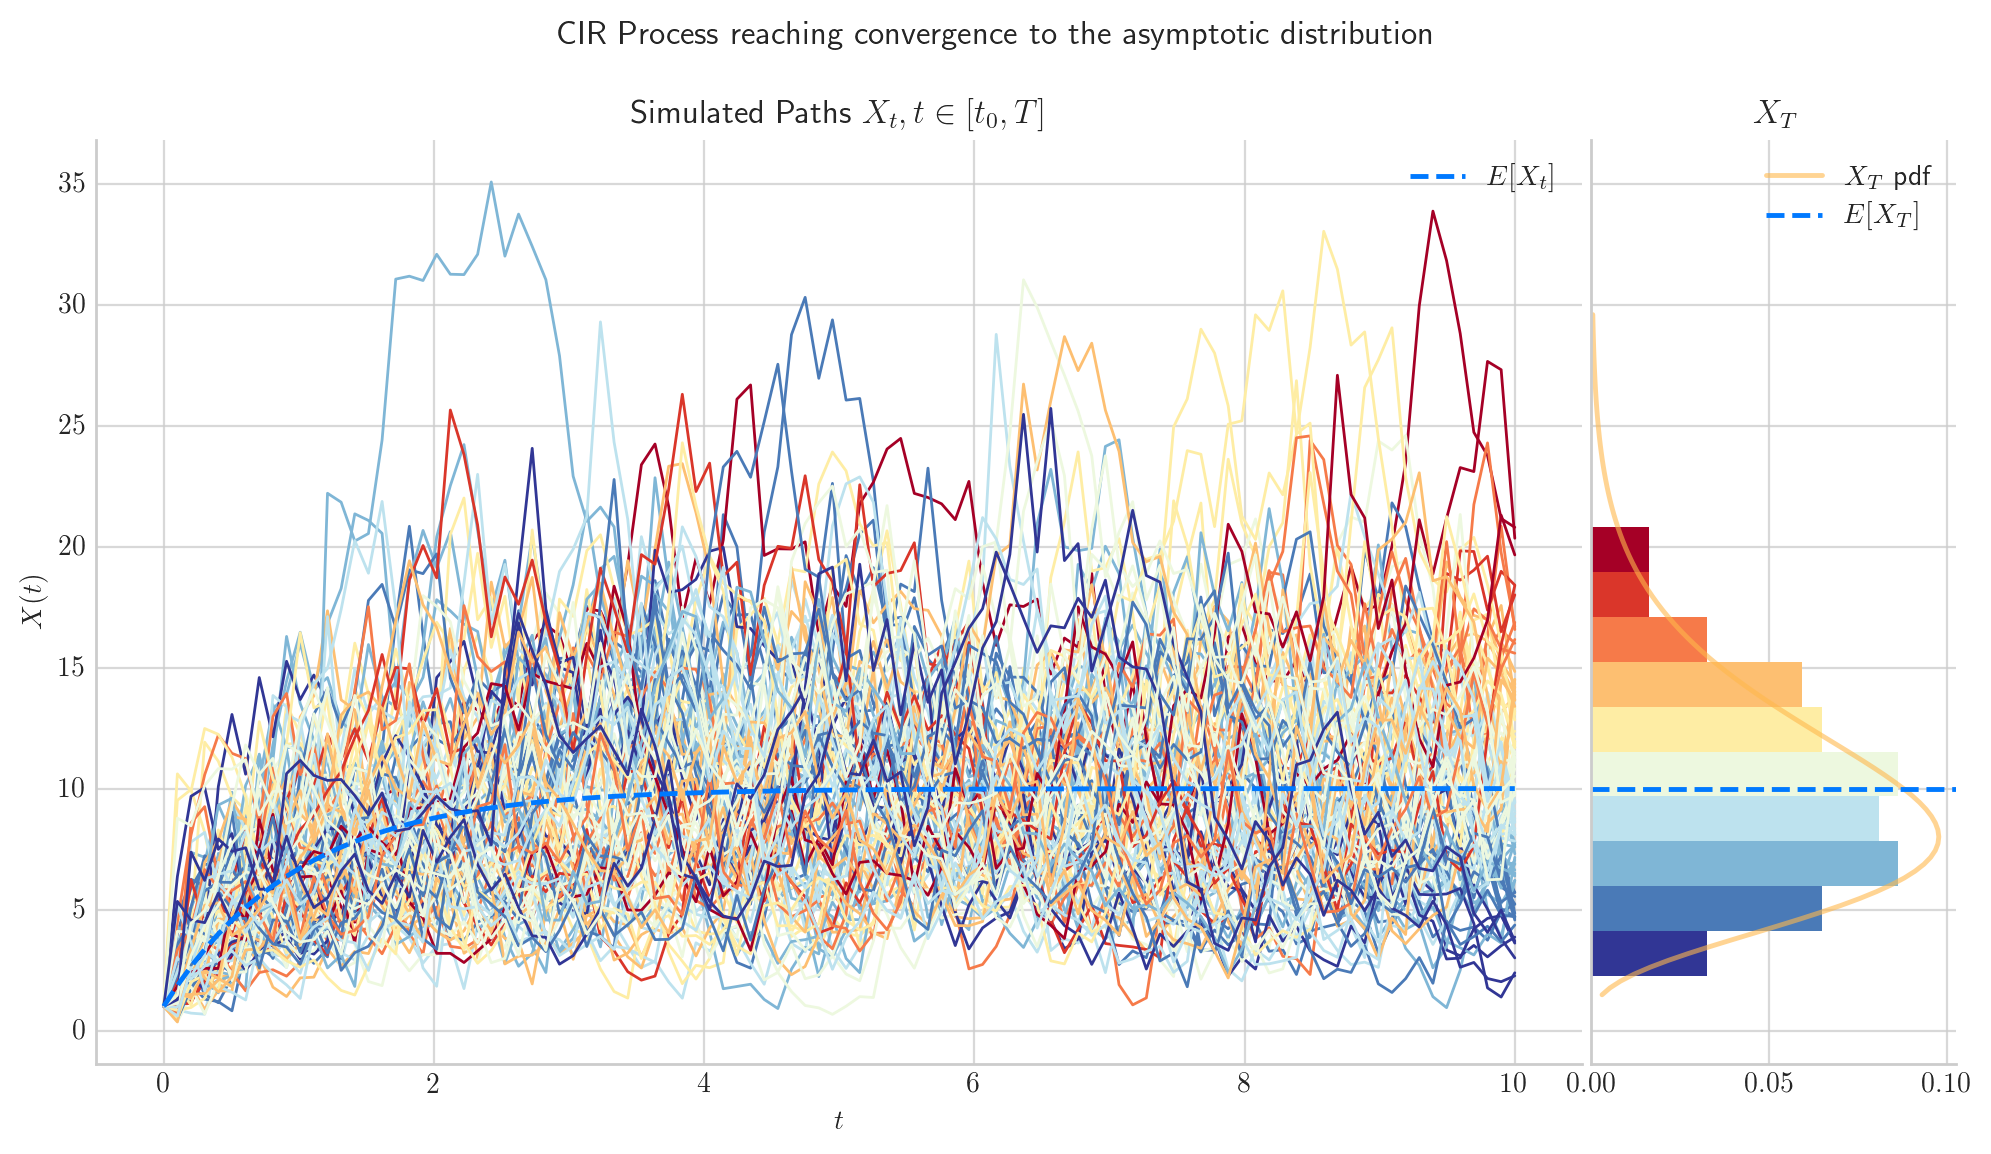 CIR Process reaching convergence to the asymptotic distribution
Simulated Paths $X_t, t \in [t_0, T]$
$X_T$
$E[X_t]$
$X_T$ pdf
$E[X_T]$
35
30
25
20
15
10
5
0
X(t)
0 2 4 6 8 10
0.00 0.05 0.10
t